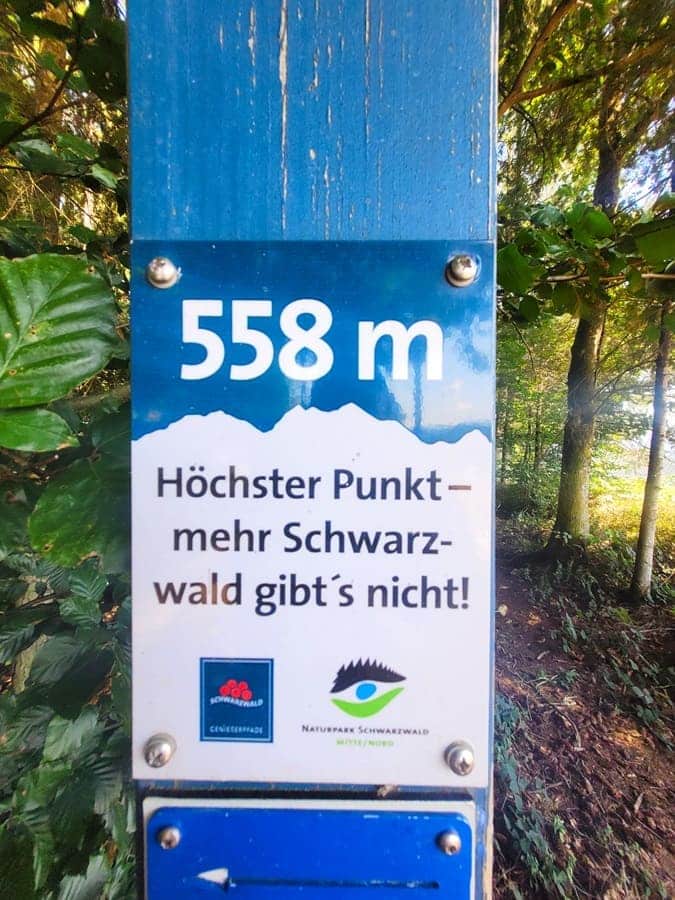 558 m
Höchster Punkt–
mehr Schwarz-
wald gibt´s nicht!
SCHWARZWALD
GENIEßERPFADE
NATURPARK SCHWARZWALD
MITTE/NORD